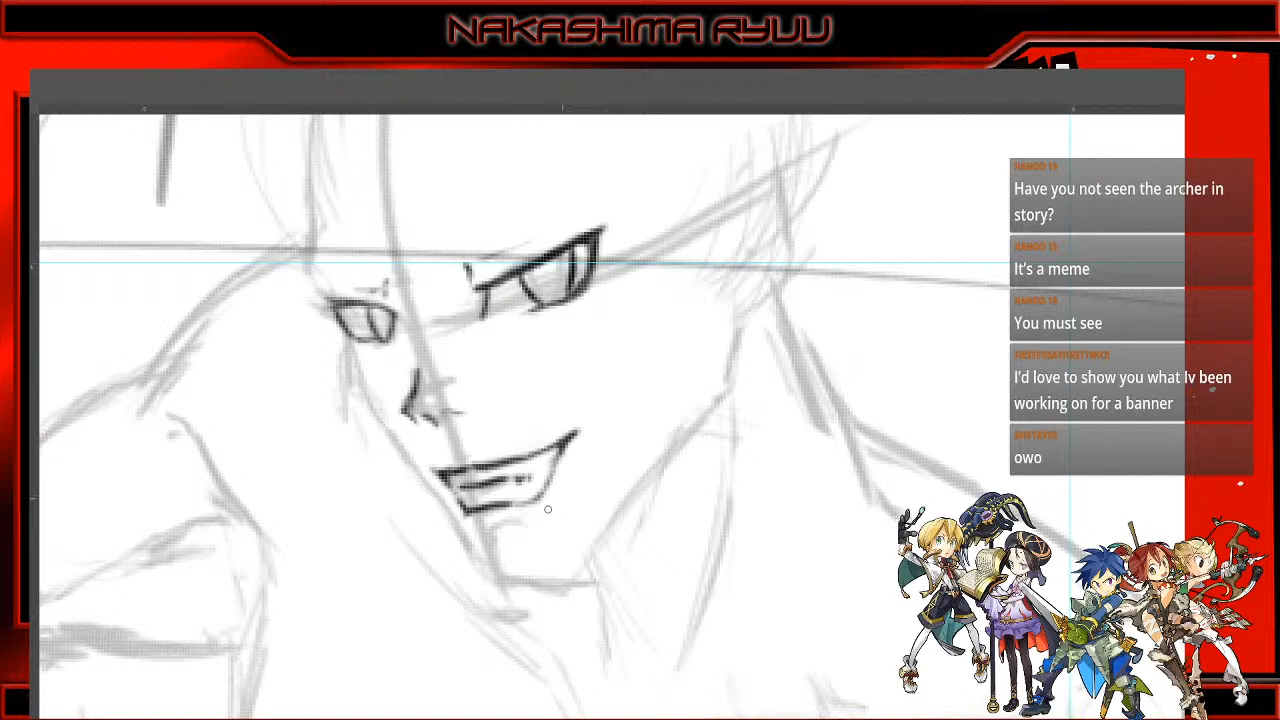 NAKASHIMA RYUU
Have you not seen the archer in
story?
It's a meme
You must see
I'd love to show you what Iv been
working on for a banner
owo